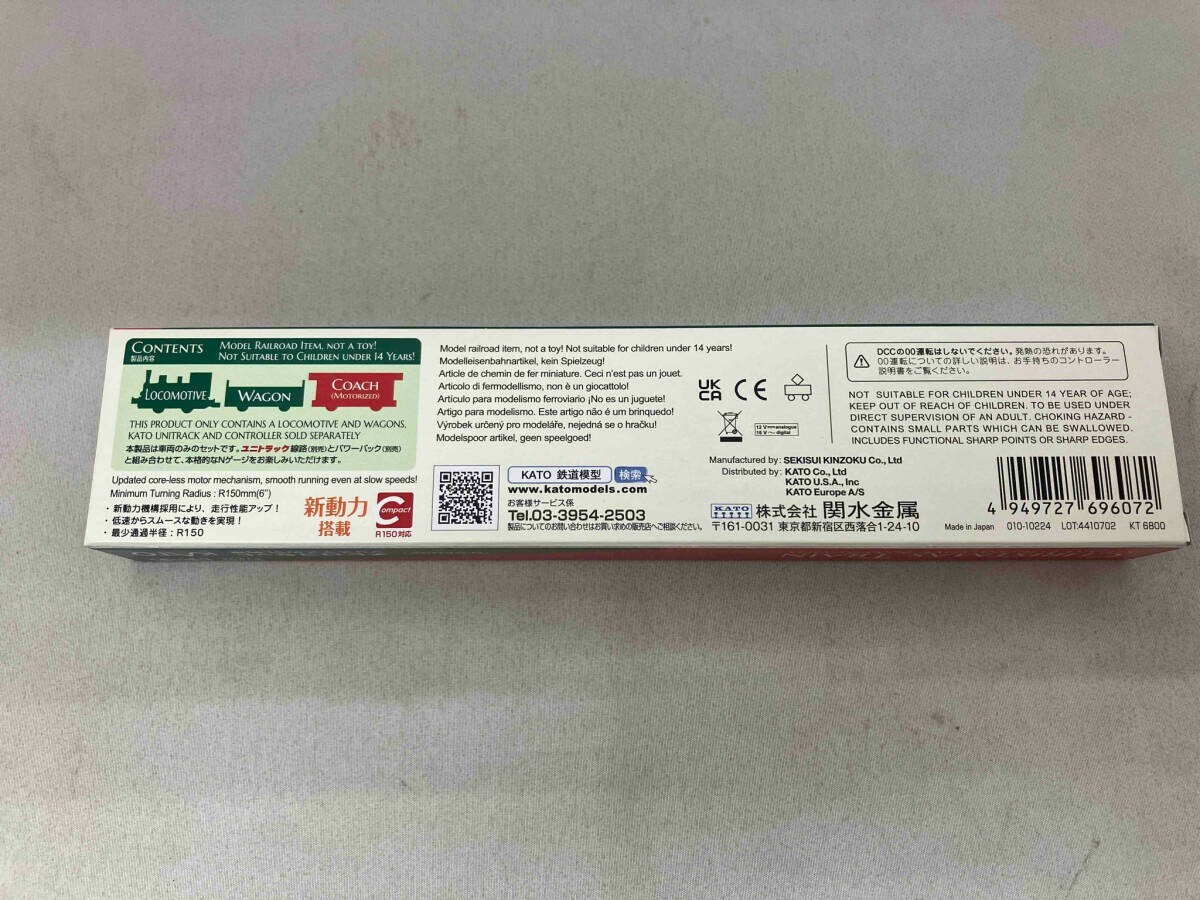 CONTENTS
製品内容
MODEL RAILROAD ITEM, NOT A TOY!
NOT SUITABLE TO CHILDREN UNDER 14 YEARS!
LOCOMOTIVE
WAGON
COACH
(MOTORIZED)
THIS PRODUCT ONLY CONTAINS A LOCOMOTIVE AND WAGONS,
KATO UNITRACK AND CONTROLLER SOLD SEPARATELY
本製品は車両のみのセットです。ユニトラック線路(別売)とパワーパック(別売)
と組み合わせて、本格的なNゲージをお楽しみいただけます。
Updated core-less motor mechanism, smooth running even at slow speeds!
Minimum Turning Radius : R150mm(6")
・新動力機構採用により、走行性能アップ!
・低速からスムースな動きを実現!
・最少通過半径:R150
新動力
搭載
Compact
R150対応
Model railroad item, not a toy! Not suitable for children under 14 years!
Modelleisenbahnartikel, kein Spielzeug!
Article de chemin de fer miniature. Ceci n'est pas un jouet.
Articolo di fermodellismo, non è un giocattolo!
Artículo para modelismo ¡No es un juguete!
Artigo para modelismo. Este artigo não é um brinquedo!
Výrobek určený pro modeláře, nejedná se o hračku!
Modelspoor artikel, geen speelgoed!
KATO 鉄道模型 検索
www.katomodels.com
お客様サービス係
Tel.03-3954-2503
製品についてのお問い合わせはお買い求めの販売店へご相談ください。
UK
CA
CE
12 V analogue
16 V digital
Manufactured by: SEKISUI KINZOKU Co., Ltd
Distributed by: KATO Co., Ltd
KATO U.S.A., Inc
KATO Europe A/S
KATO
株式会社 関水金属
〒161-0031 東京都新宿区西落合1-24-10
DCCの00運転はしないでください。発熱の恐れがあります。
00運転についての詳しい説明は、お手持ちのコントローラー
説明書をご覧ください。
NOT SUITABLE FOR CHILDREN UNDER 14 YEAR OF AGE;
KEEP OUT OF REACH OF CHILDREN. TO BE USED UNDER
DIRECT SUPERVISION OF AN ADULT. CHOKING HAZARD -
CONTAINS SMALL PARTS WHICH CAN BE SWALLOWED.
INCLUDES FUNCTIONAL SHARP POINTS OR SHARP EDGES.
4 949727 696072
Made in Japan 010-10224 LOT:4410702 KT 6800